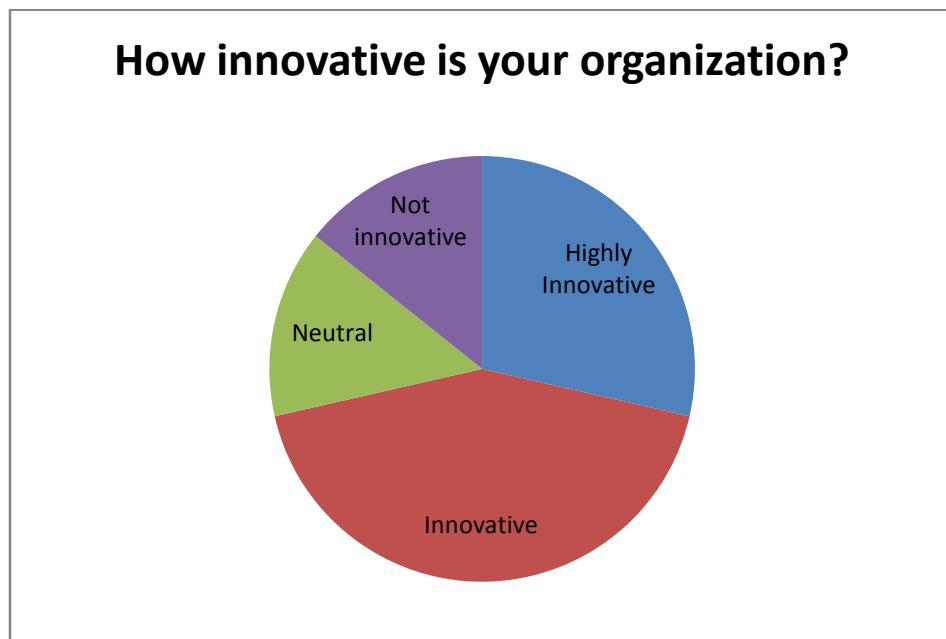 How innovative is your organization?
Not
innovative
Highly
Innovative
Neutral
Innovative